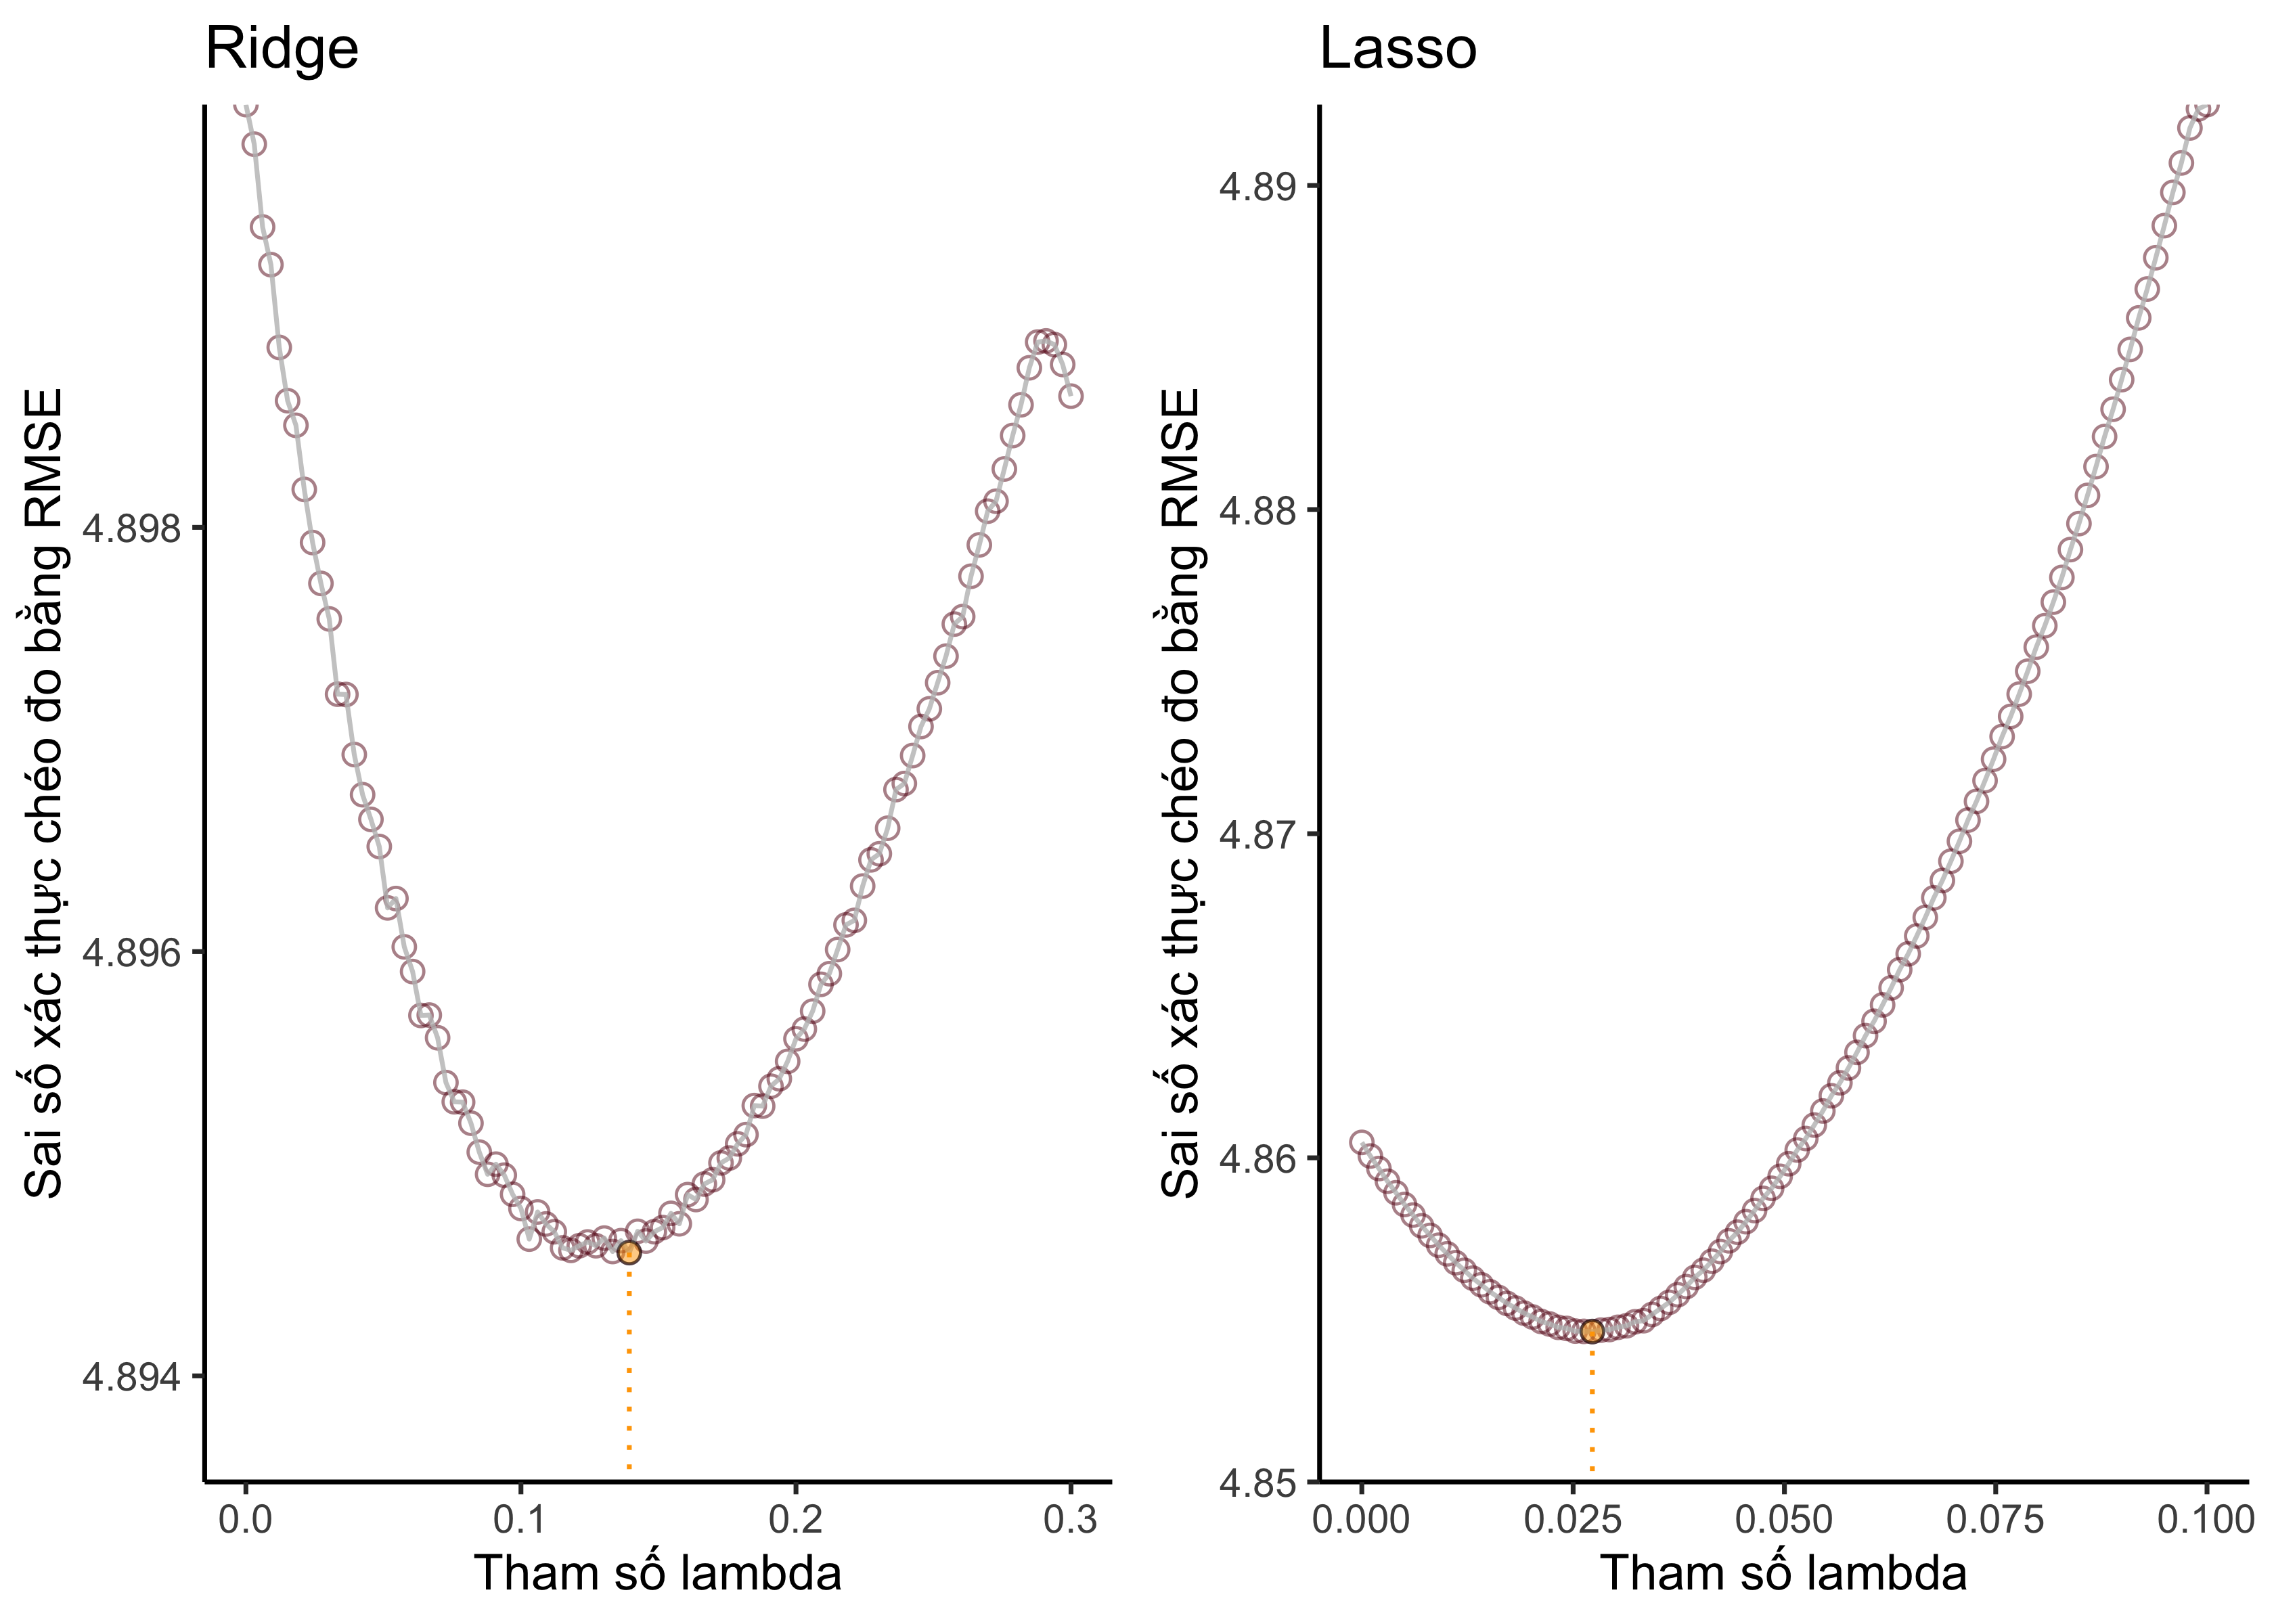 Ridge
Sai số xác thực chéo đo bằng RMSE
4.898
4.896
4.894
0.0
0.1
0.2
0.3
Tham số lambda
Lasso
Sai số xác thực chéo đo bằng RMSE
4.89
4.88
4.87
4.86
4.85
0.000
0.025
0.050
0.075
0.100
Tham số lambda